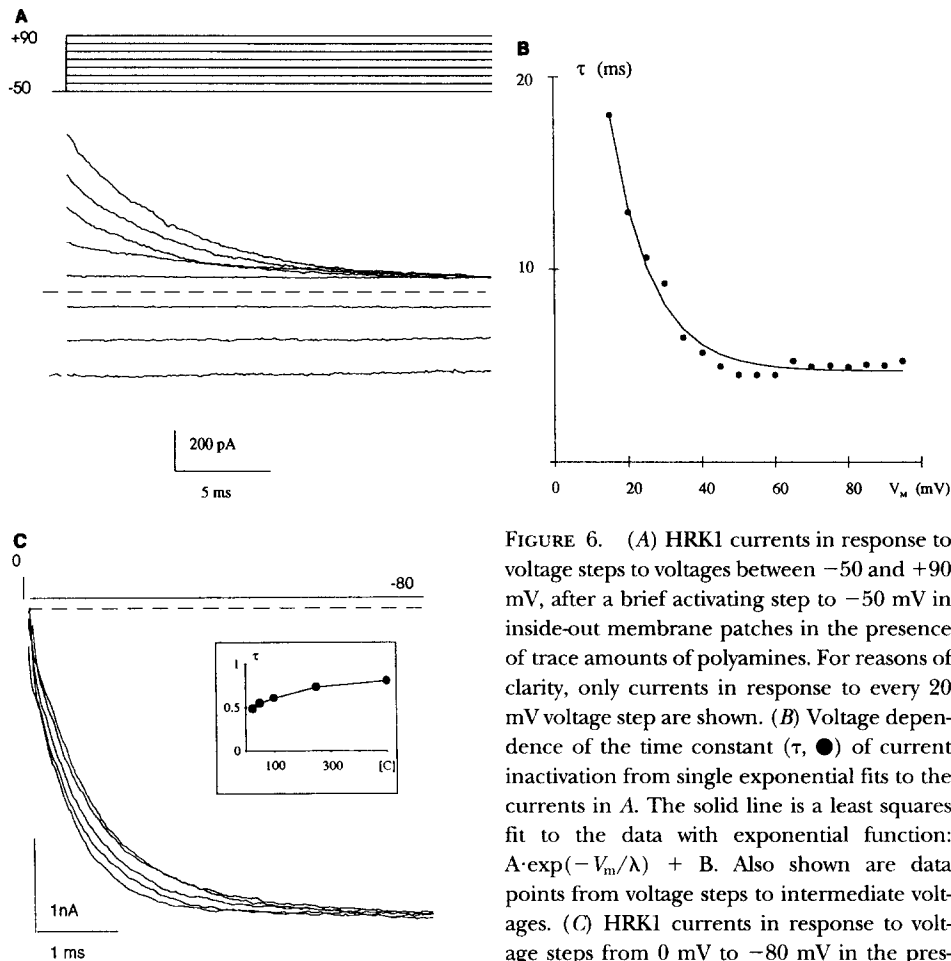 A
+90
-50
200 pA
5 ms
B
τ (ms)
20
10
0 20 40 60 80 V_M (mV)
C
0
-80
τ
1
0.5
0
100 300 [C]
1nA
1 ms
FIGURE 6. (A) HRK1 currents in response to
voltage steps to voltages between −50 and +90
mV, after a brief activating step to −50 mV in
inside-out membrane patches in the presence
of trace amounts of polyamines. For reasons of
clarity, only currents in response to every 20
mV voltage step are shown. (B) Voltage depen-
dence of the time constant (τ, ●) of current
inactivation from single exponential fits to the
currents in A. The solid line is a least squares
fit to the data with exponential function:
A·exp(−V_m/λ) + B. Also shown are data
points from voltage steps to intermediate volt-
ages. (C) HRK1 currents in response to volt-
age steps from 0 mV to −80 mV in the pres-